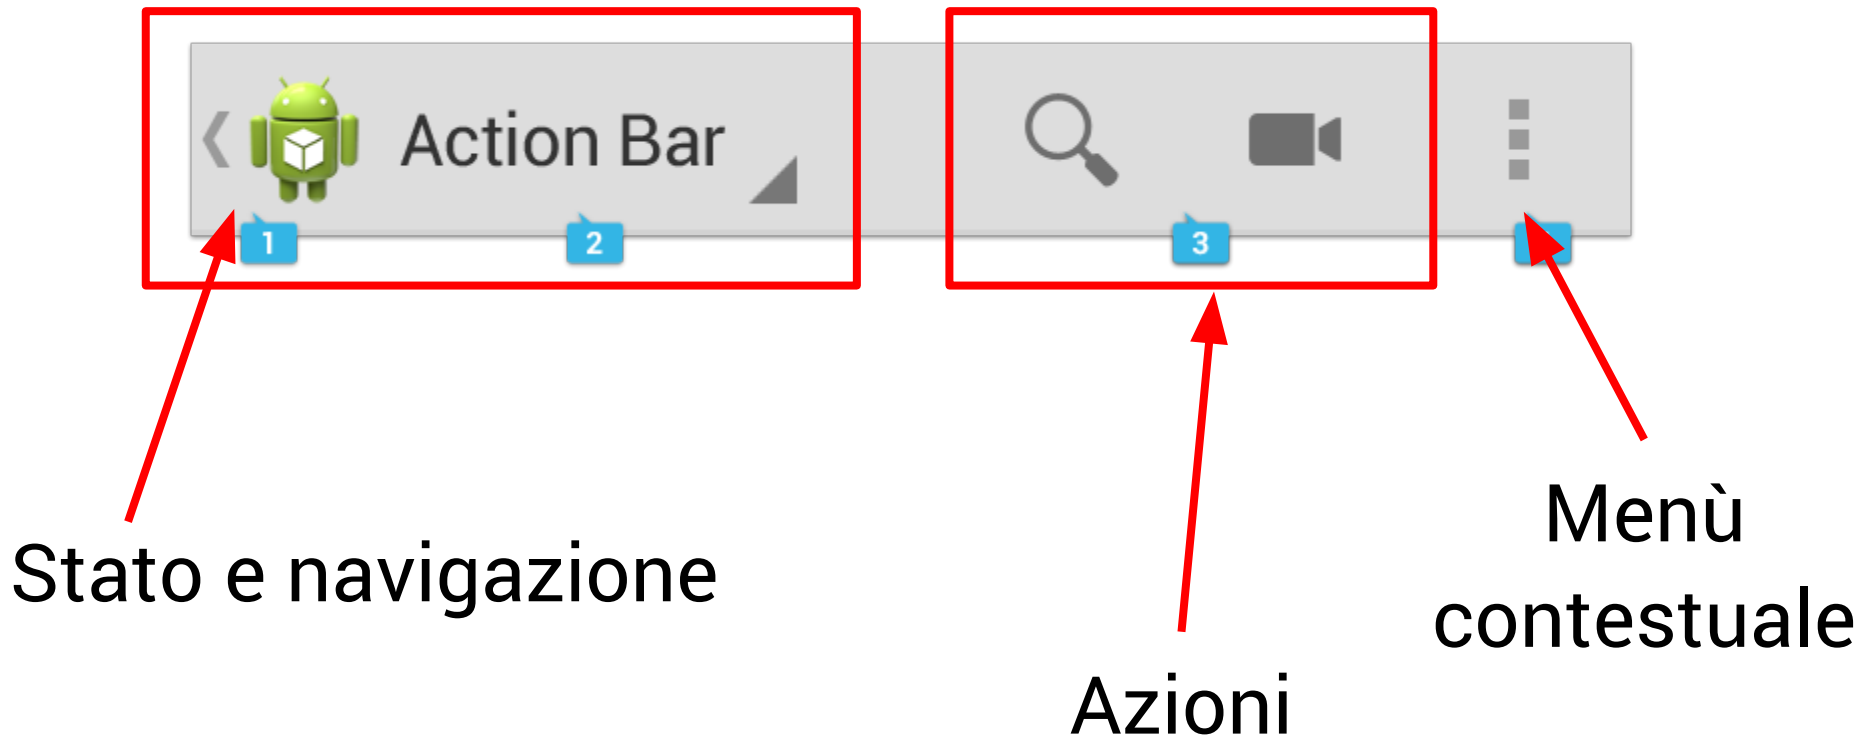 Action Bar
1
2
3
Stato e navigazione
Azioni
Menù
contestuale